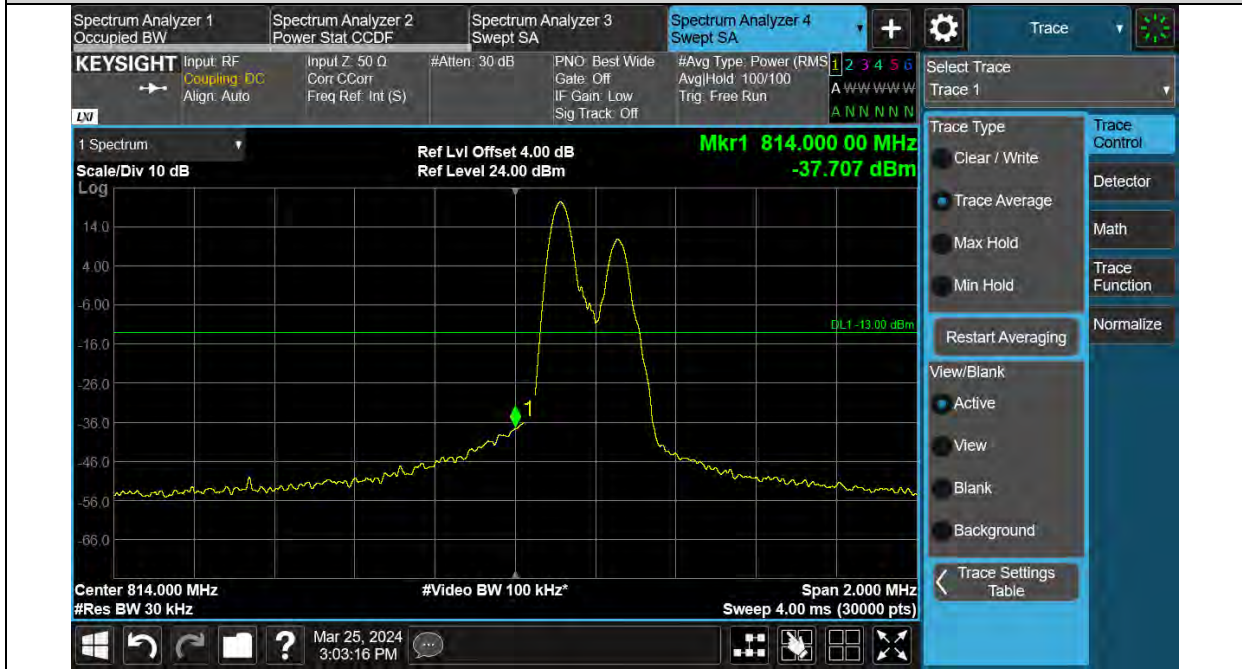 Spectrum Analyzer 1
Occupied BW
Spectrum Analyzer 2
Power Stat CCDF
Spectrum Analyzer 3
Swept SA
Spectrum Analyzer 4
Swept SA
+
Trace
KEYSIGHT
LXI
Input: RF
Coupling: DC
Align: Auto
Input Z: 50 Ω
Corr CCorr
Freq Ref: Int (S)
#Atten: 30 dB
PNO: Best Wide
Gate: Off
IF Gain: Low
Sig Track: Off
#Avg Type: Power (RMS
Avg|Hold: 100/100
Trig: Free Run
1 2 3 4 5 6
A W W W W W
A N N N N N
Select Trace
Trace 1
1 Spectrum
Scale/Div 10 dB
Log
Ref Lvl Offset 4.00 dB
Ref Level 24.00 dBm
Mkr1 814.000 00 MHz
-37.707 dBm
14.0
4.00
-6.00
-16.0
-26.0
-36.0
-46.0
-56.0
-66.0
DL1 -13.00 dBm
1
Center 814.000 MHz
#Res BW 30 kHz
#Video BW 100 kHz*
Span 2.000 MHz
Sweep 4.00 ms (30000 pts)
Trace Type
Clear / Write
Trace Average
Max Hold
Min Hold
Restart Averaging
View/Blank
Active
View
Blank
Background
Trace Settings
Table
Trace
Control
Detector
Math
Trace
Function
Normalize
?
Mar 25, 2024
3:03:16 PM